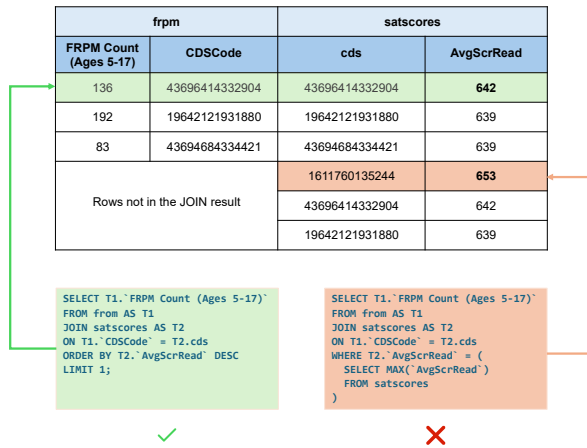 frpm satscores
FRPM Count CDSCode cds AvgScrRead
(Ages 5-17)
136 43696414332904 43696414332904 642
192 19642121931880 19642121931880 639
83 43694684334421 43694684334421 639
Rows not in the JOIN result
1611760135244 653
43696414332904 642
19642121931880 639
SELECT T1.`FRPM Count (Ages 5-17)`
FROM from AS T1
JOIN satscores AS T2
ON T1.`CDSCode` = T2.cds
ORDER BY T2.`AvgScrRead` DESC
LIMIT 1;
SELECT T1.`FRPM Count (Ages 5-17)`
FROM from AS T1
JOIN satscores AS T2
ON T1.`CDSCode` = T2.cds
WHERE T2.`AvgScrRead` = (
SELECT MAX(`AvgScrRead`)
FROM satscores
)